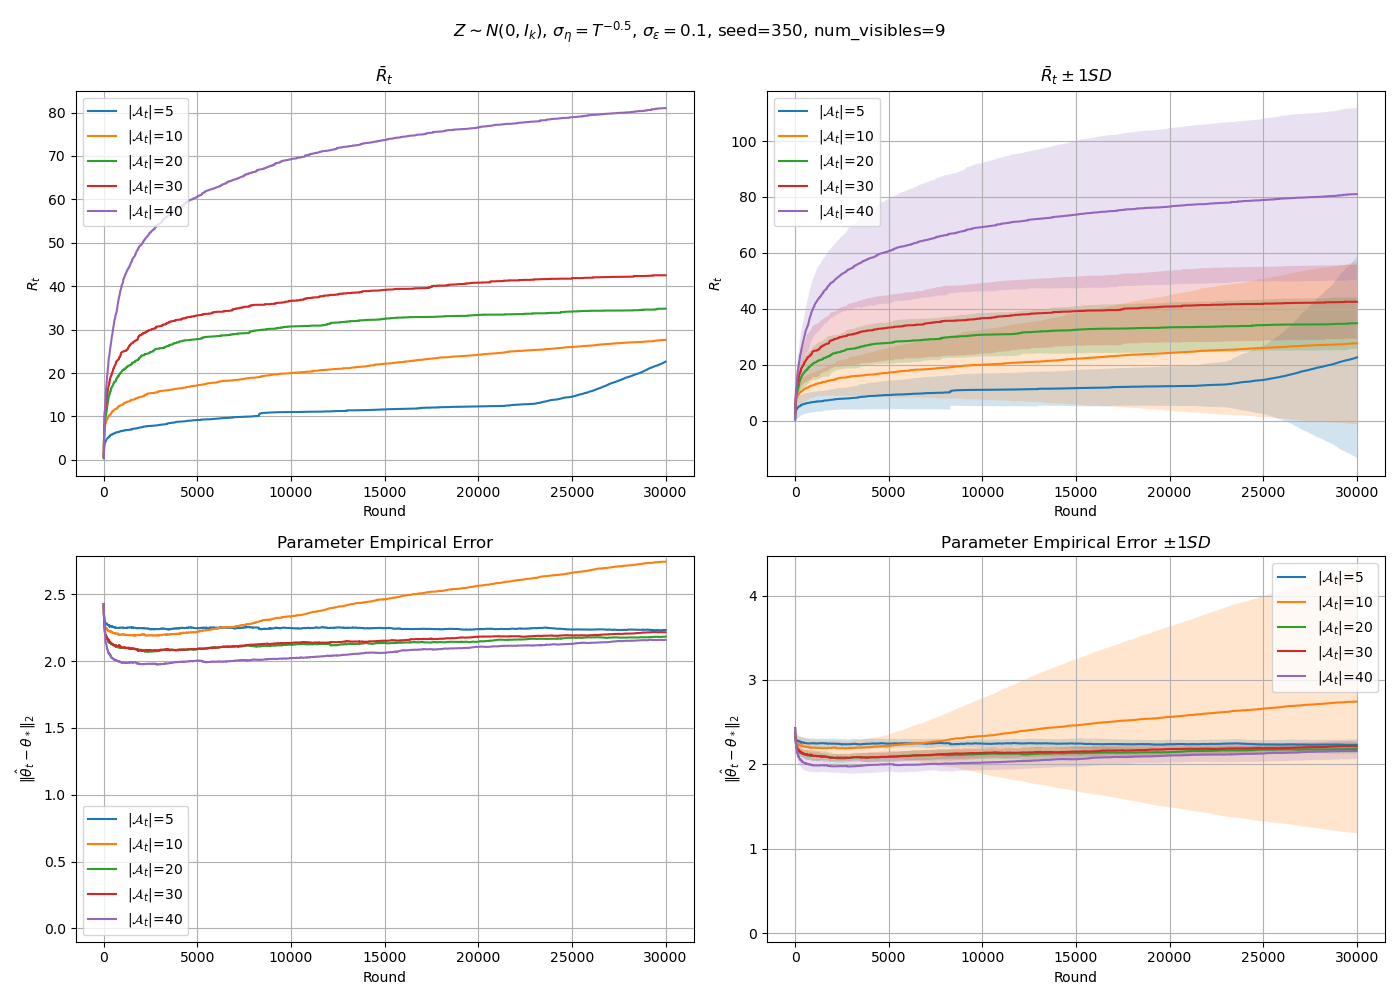 Z ∼ N(0, I_k), σ_η = T^{−0.5}, σ_ε = 0.1, seed=350, num_visibles=9
R̄_t
R_t
80
70
60
50
40
30
20
10
0
|𝒜_t|=5
|𝒜_t|=10
|𝒜_t|=20
|𝒜_t|=30
|𝒜_t|=40
0 5000 10000 15000 20000 25000 30000
Round
R̄_t ± 1SD
R_t
100
80
60
40
20
0
|𝒜_t|=5
|𝒜_t|=10
|𝒜_t|=20
|𝒜_t|=30
|𝒜_t|=40
0 5000 10000 15000 20000 25000 30000
Round
Parameter Empirical Error
‖θ̂_t − θ_*‖_2
2.5
2.0
1.5
1.0
0.5
0.0
|𝒜_t|=5
|𝒜_t|=10
|𝒜_t|=20
|𝒜_t|=30
|𝒜_t|=40
0 5000 10000 15000 20000 25000 30000
Round
Parameter Empirical Error ±1SD
‖θ̂_t − θ_*‖_2
4
3
2
1
0
|𝒜_t|=5
|𝒜_t|=10
|𝒜_t|=20
|𝒜_t|=30
|𝒜_t|=40
0 5000 10000 15000 20000 25000 30000
Round